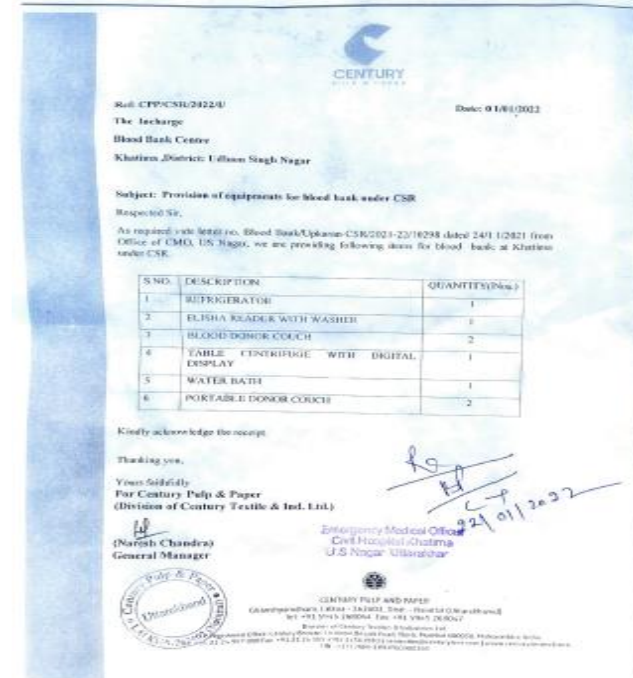 CENTURY
Ref: CPP/CSR/2022/I/
Date: 01/01/2022
The Incharge
Blood Bank Centre
Khatima ,District: Udham Singh Nagar
Subject: Provision of equipments for blood bank under CSR
Respected Sir,
As required vide letter no. Blood Bank/Upkaran-CSR/2021-22/10298 dated 24/11/2021 from
Office of CMO, US Nagar, we are providing following items for blood bank at Khatima
under CSR.
S NO. DESCRIPTION QUANTITY(Nos.)
1 REFRIGERATOR 1
2 ELISHA READER WITH WASHER 1
3 BLOOD DONOR COUCH 2
4 TABLE CENTRIFUGE WITH DIGITAL 1
DISPLAY
5 WATER BATH 1
6 PORTABLE DONOR COUCH 2
Kindly acknowledge the receipt
Thanking you,
Yours faithfully
For Century Pulp & Paper
(Division of Century Textile & Ind. Ltd.)
(Naresh Chandra)
General Manager
22/01/2022
Emergency Medical Officer
Civil Hospital Khatima
U.S Nagar Uttarakhand
Pulp & Paper
Uttarakhand
CENTURY PULP AND PAPER